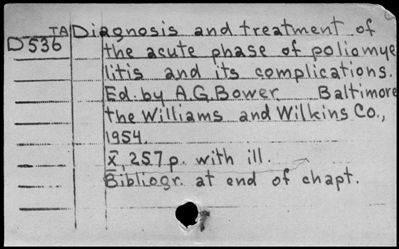 TA Diagnosis and treatment of
D536 the acute phase of poliomye
litis and its complications.
Ed. by A.G. Bower Baltimore
the Williams and Wilkins Co.,
1954.
x, 257 p. with ill.
Bibliogr. at end of chapt.